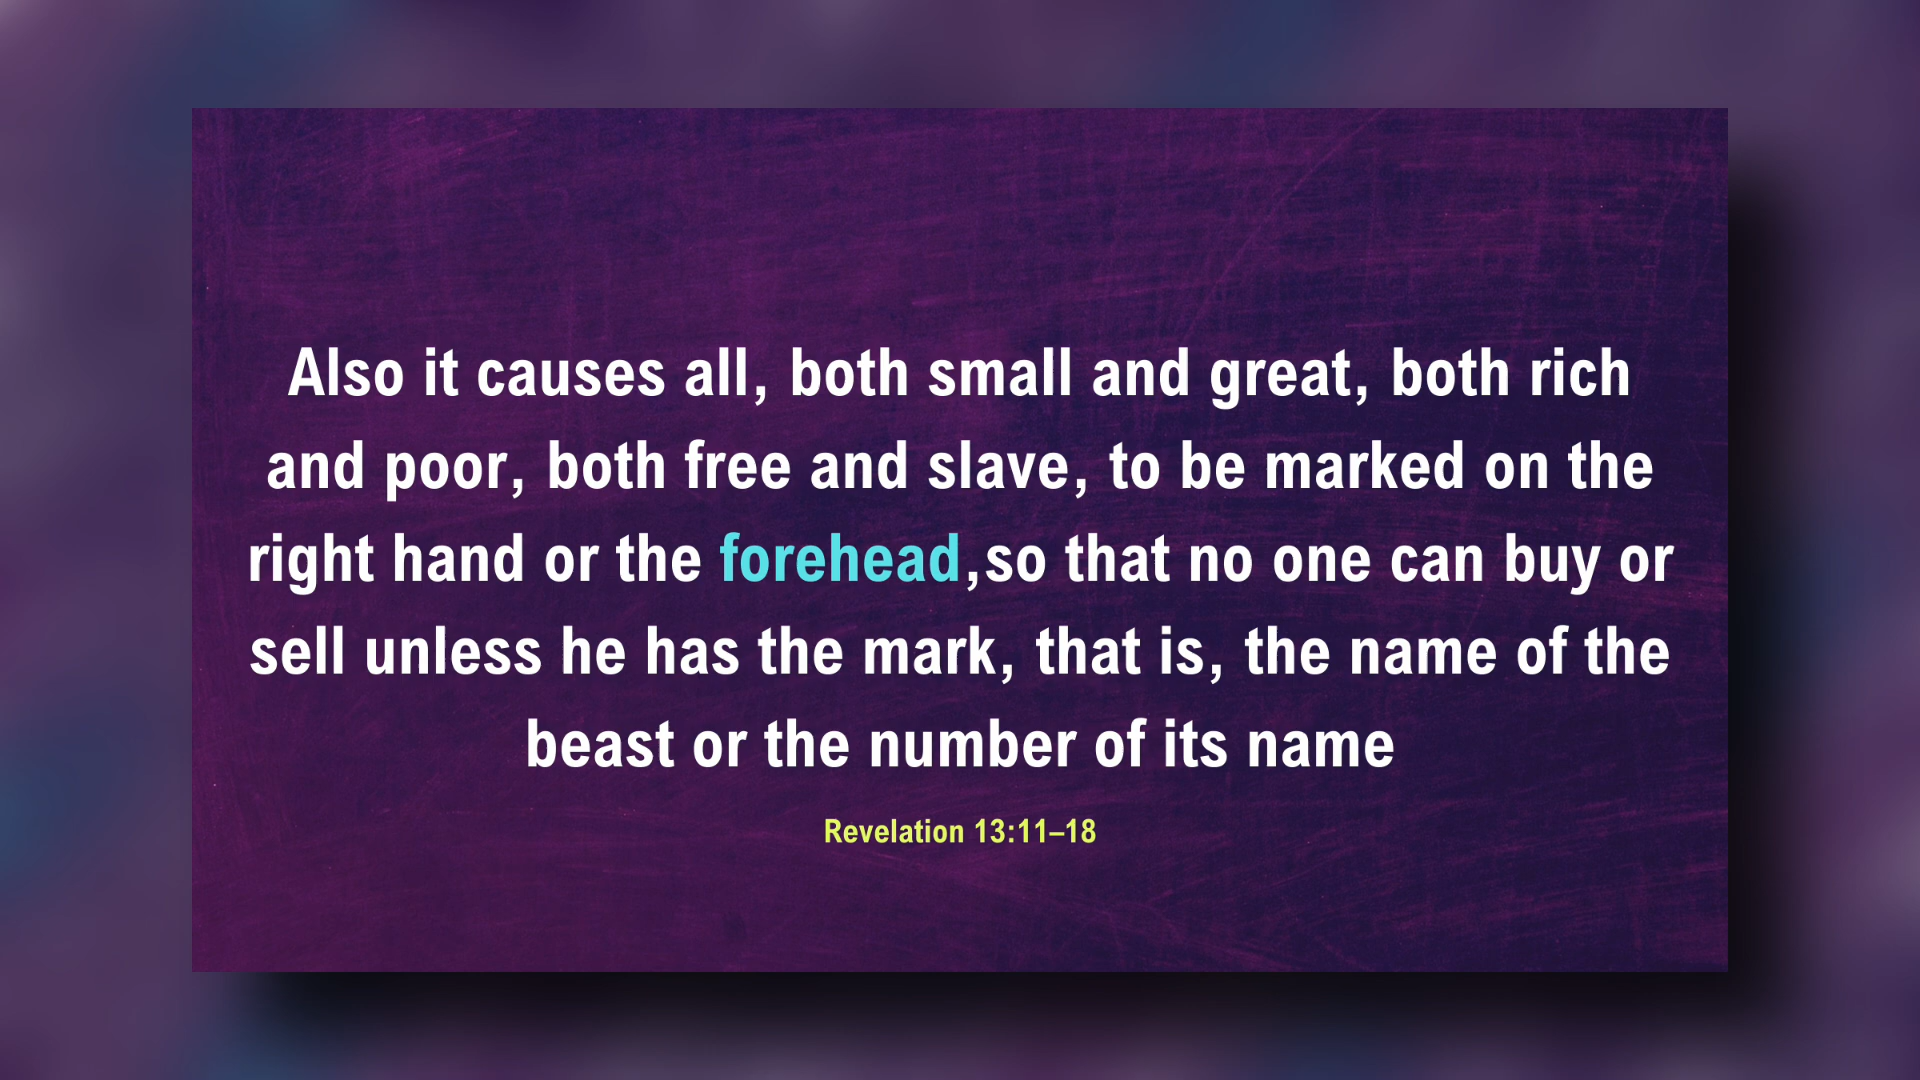 Also it causes all, both small and great, both rich
and poor, both free and slave, to be marked on the
right hand or the forehead,so that no one can buy or
sell unless he has the mark, that is, the name of the
beast or the number of its name
Revelation 13:11–18